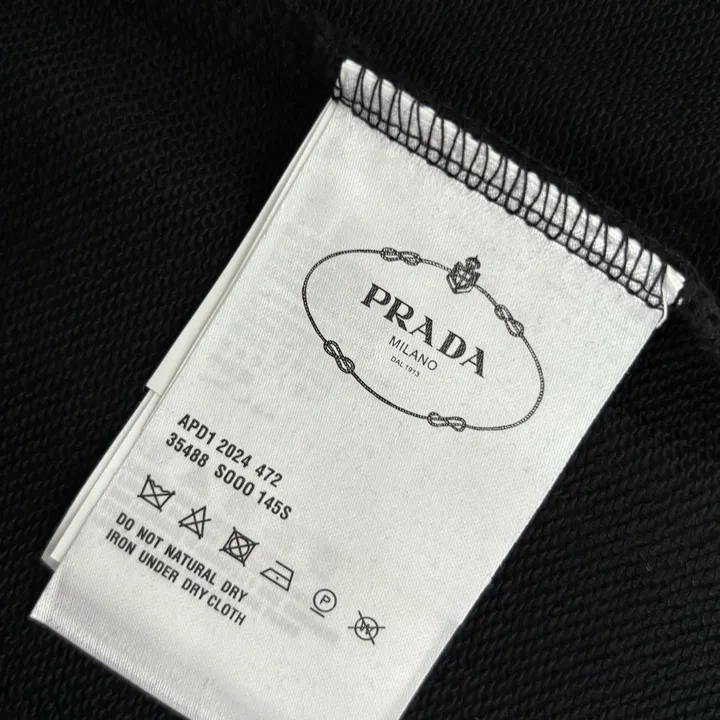 PRADA
MILANO
DAL 1913
APD1 2024 472
35488 S000 145S
P
W
DO NOT NATURAL DRY
IRON UNDER DRY CLOTH